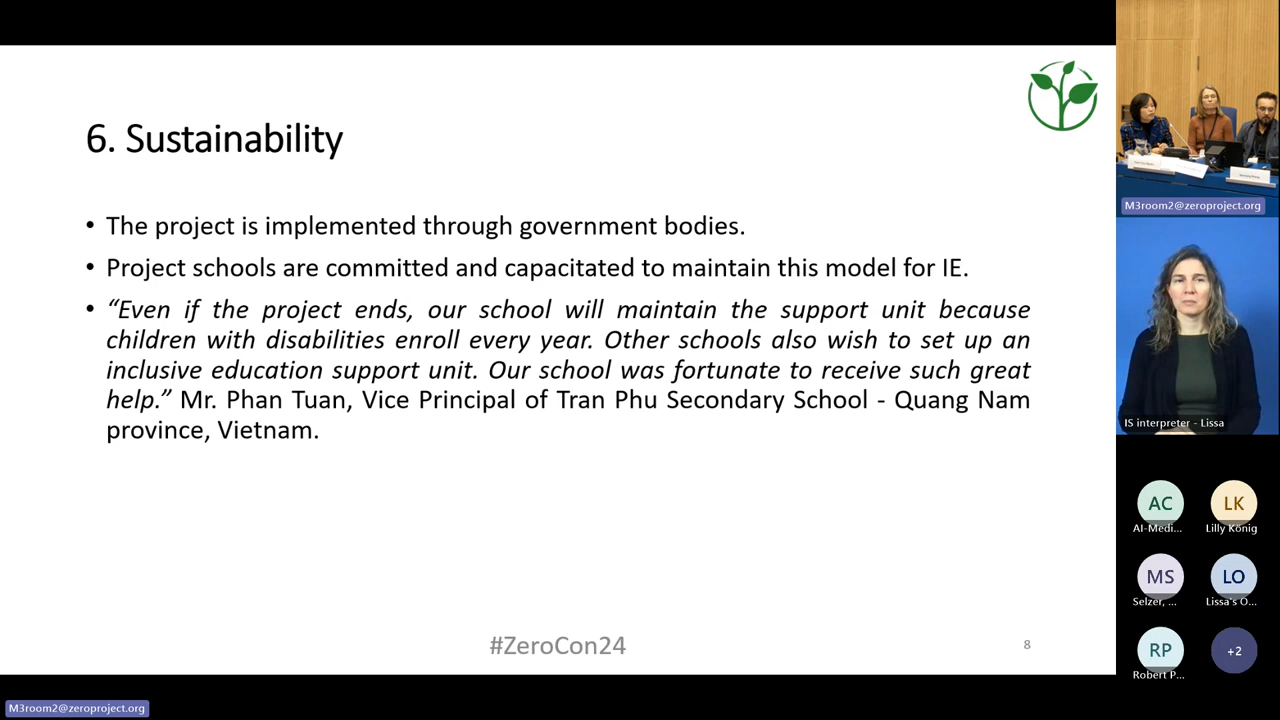 6. Sustainability
• The project is implemented through government bodies.
• Project schools are committed and capacitated to maintain this model for IE.
• “Even if the project ends, our school will maintain the support unit because
children with disabilities enroll every year. Other schools also wish to set up an
inclusive education support unit. Our school was fortunate to receive such great
help.” Mr. Phan Tuan, Vice Principal of Tran Phu Secondary School - Quang Nam
province, Vietnam.
#ZeroCon24
8
M3room2@zeroproject.org
M3room2@zeroproject.org
IS interpreter - Lissa
AC
AI-Medi...
LK
Lilly König
MS
Selzer, ...
LO
Lissa's O...
RP
Robert P...
+2